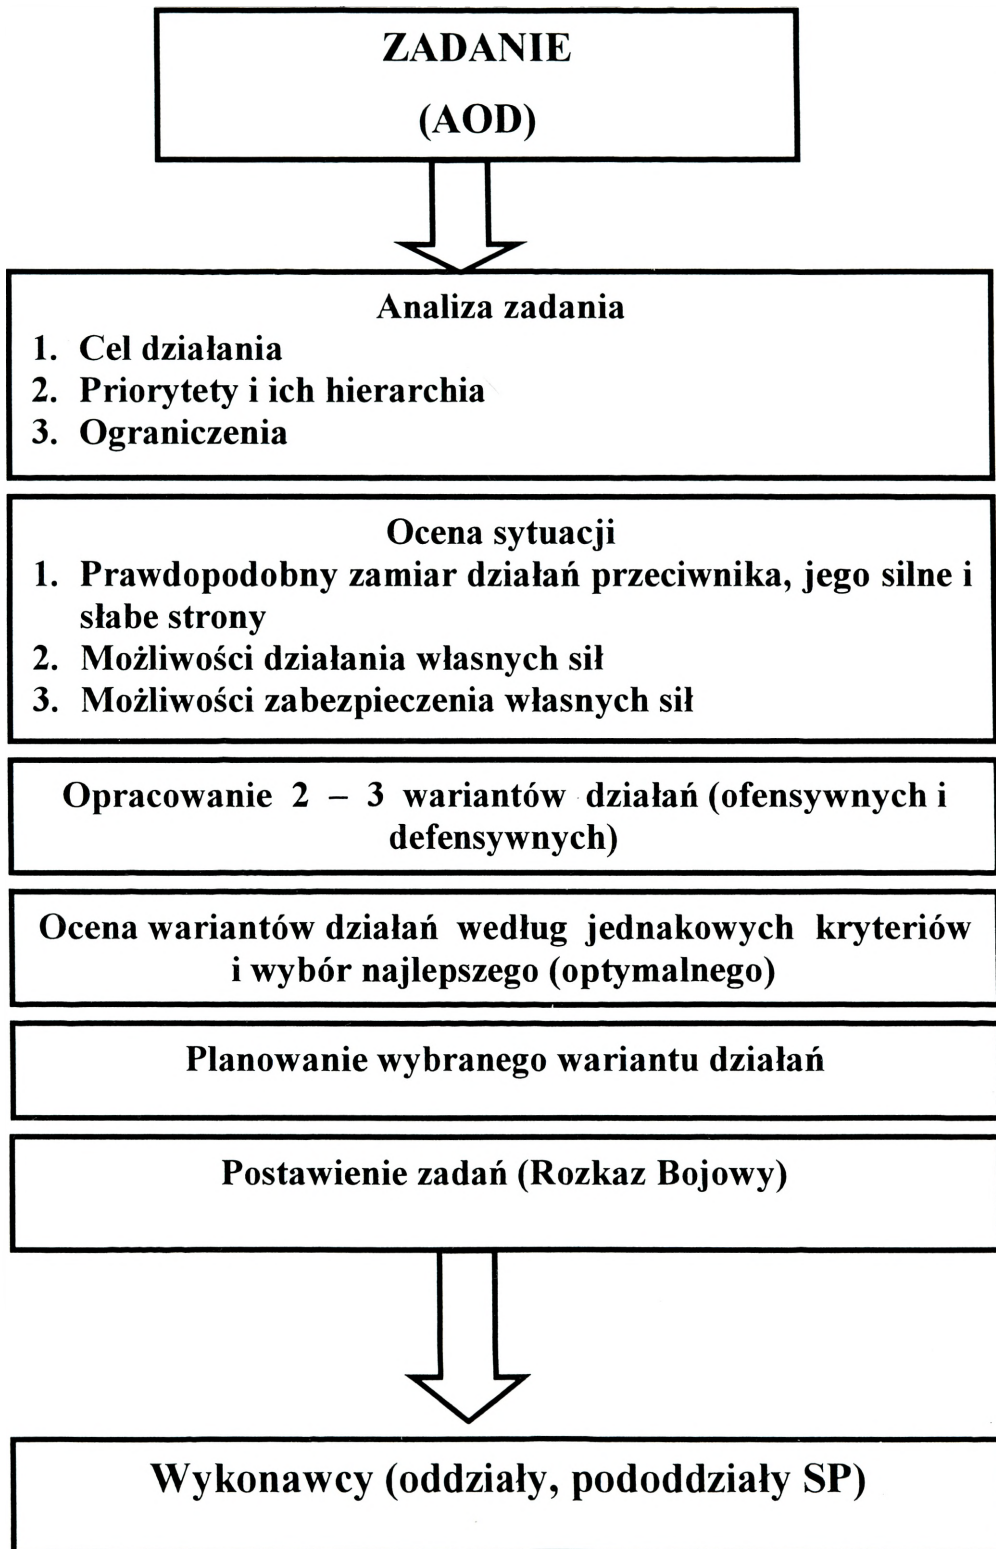 ZADANIE
(AOD)
Analiza zadania
1. Cel działania
2. Priorytety i ich hierarchia
3. Ograniczenia
Ocena sytuacji
1. Prawdopodobny zamiar działań przeciwnika, jego silne i
słabe strony
2. Możliwości działania własnych sił
3. Możliwości zabezpieczenia własnych sił
Opracowanie 2 – 3 wariantów działań (ofensywnych i
defensywnych)
Ocena wariantów działań według jednakowych kryteriów
i wybór najlepszego (optymalnego)
Planowanie wybranego wariantu działań
Postawienie zadań (Rozkaz Bojowy)
Wykonawcy (oddziały, pododdziały SP)